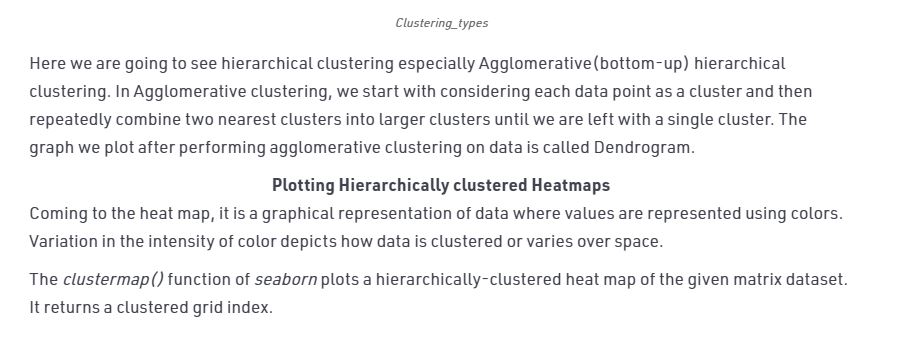 Clustering_types
Here we are going to see hierarchical clustering especially Agglomerative(bottom-up) hierarchical
clustering. In Agglomerative clustering, we start with considering each data point as a cluster and then
repeatedly combine two nearest clusters into larger clusters until we are left with a single cluster. The
graph we plot after performing agglomerative clustering on data is called Dendrogram.
Plotting Hierarchically clustered Heatmaps
Coming to the heat map, it is a graphical representation of data where values are represented using colors.
Variation in the intensity of color depicts how data is clustered or varies over space.
The clustermap() function of seaborn plots a hierarchically-clustered heat map of the given matrix dataset.
It returns a clustered grid index.